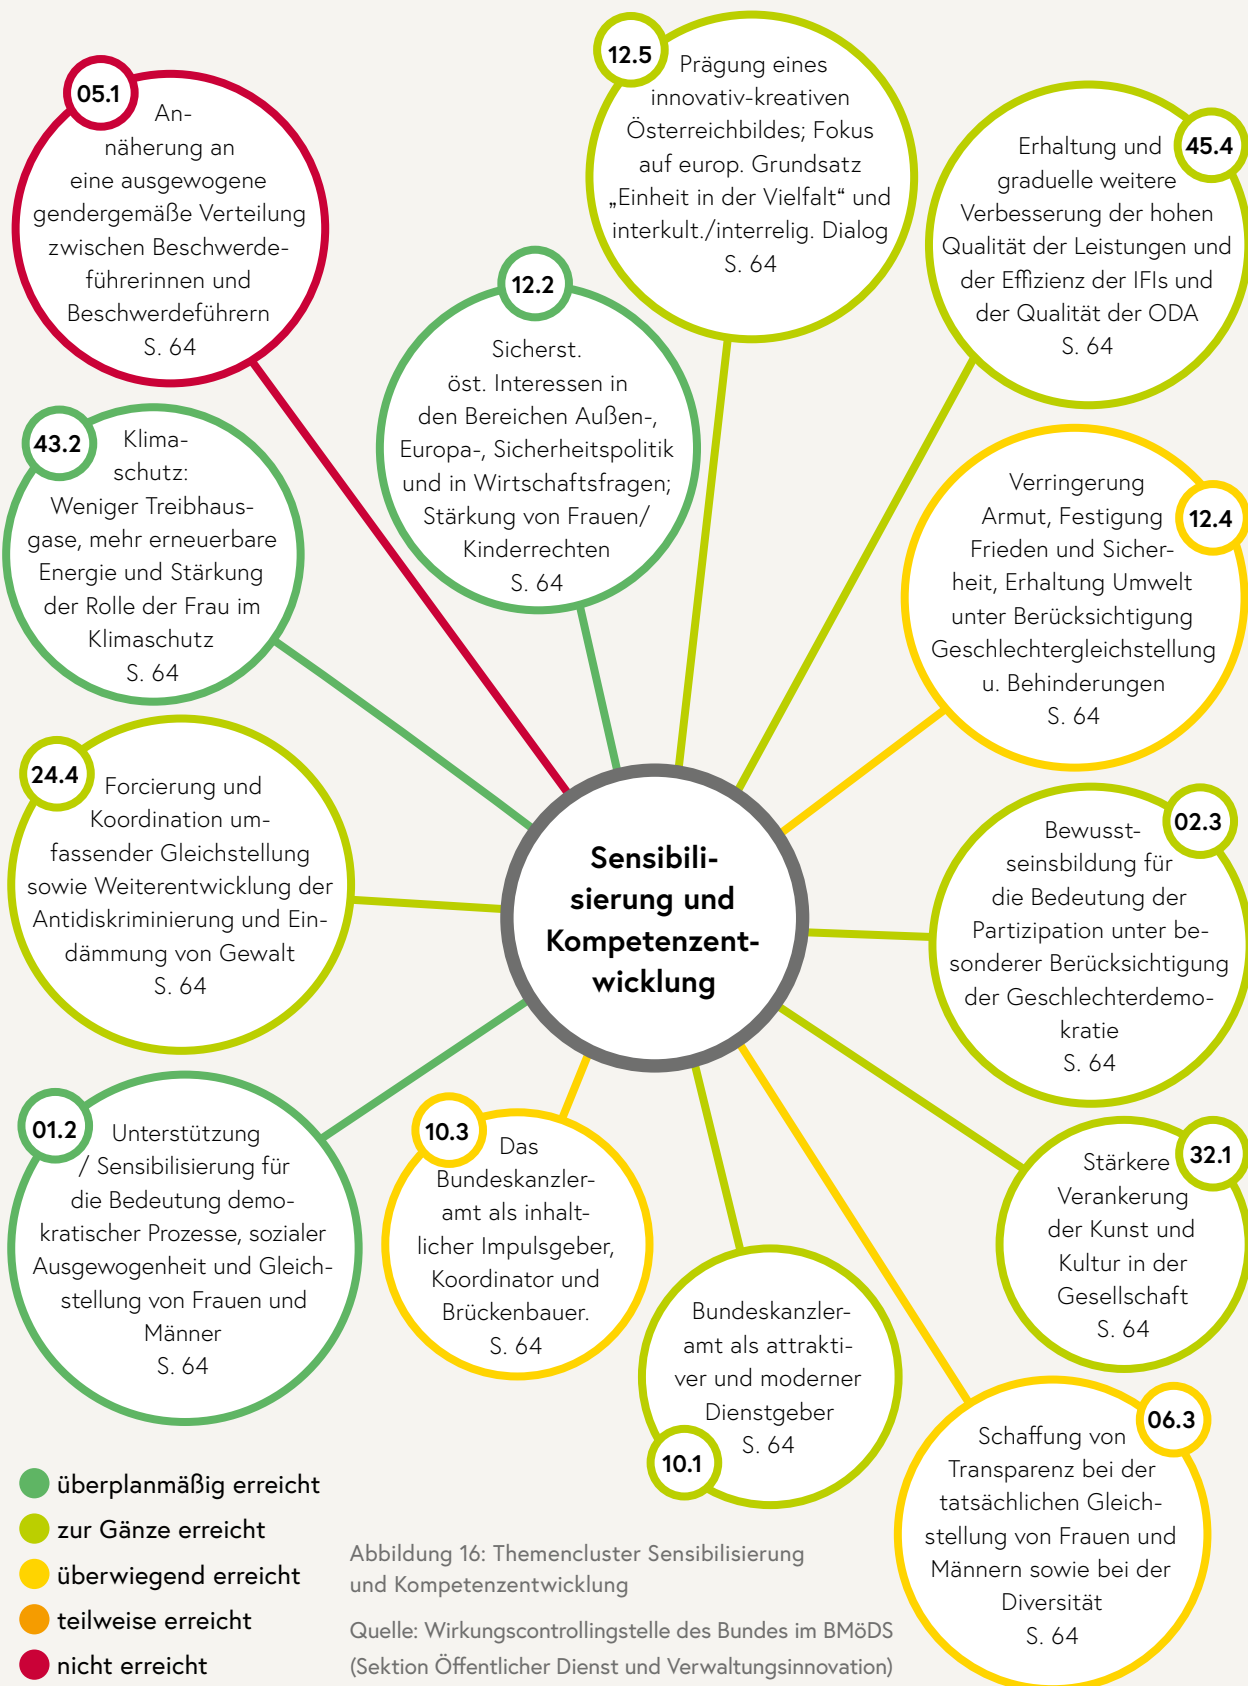 05.1
An-
näherung an
eine ausgewogene
gendergemäße Verteilung
zwischen Beschwerde-
führerinnen und
Beschwerdeführern
S. 64
12.5
Prägung eines
innovativ-kreativen
Österreichbildes; Fokus
auf europ. Grundsatz
„Einheit in der Vielfalt“ und
interkult./interrelig. Dialog
S. 64
45.4
Erhaltung und
graduelle weitere
Verbesserung der hohen
Qualität der Leistungen und
der Effizienz der IFIs und
der Qualität der ODA
S. 64
12.2
Sicherst.
öst. Interessen in
den Bereichen Außen-,
Europa-, Sicherheitspolitik
und in Wirtschaftsfragen;
Stärkung von Frauen/
Kinderrechten
S. 64
43.2
Klima-
schutz:
Weniger Treibhaus-
gase, mehr erneuerbare
Energie und Stärkung
der Rolle der Frau im
Klimaschutz
S. 64
12.4
Verringerung
Armut, Festigung
Frieden und Sicher-
heit, Erhaltung Umwelt
unter Berücksichtigung
Geschlechtergleichstellung
u. Behinderungen
S. 64
24.4
Forcierung und
Koordination um-
fassender Gleichstellung
sowie Weiterentwicklung der
Antidiskriminierung und Ein-
dämmung von Gewalt
S. 64
Sensibili-
sierung und
Kompetenzent-
wicklung
02.3
Bewusst-
seinsbildung für
die Bedeutung der
Partizipation unter be-
sonderer Berücksichtigung
der Geschlechterdemo-
kratie
S. 64
01.2
Unterstützung
/ Sensibilisierung für
die Bedeutung demo-
kratischer Prozesse, sozialer
Ausgewogenheit und Gleich-
stellung von Frauen und
Männer
S. 64
10.3
Das
Bundeskanzler-
amt als inhalt-
licher Impulsgeber,
Koordinator und
Brückenbauer.
S. 64
32.1
Stärkere
Verankerung
der Kunst und
Kultur in der
Gesellschaft
S. 64
Bundeskanzler-
amt als attrakti-
ver und moderner
Dienstgeber
S. 64
10.1
06.3
Schaffung von
Transparenz bei der
tatsächlichen Gleich-
stellung von Frauen und
Männern sowie bei der
Diversität
S. 64
überplanmäßig erreicht
zur Gänze erreicht
überwiegend erreicht
teilweise erreicht
nicht erreicht
Abbildung 16: Themencluster Sensibilisierung
und Kompetenzentwicklung
Quelle: Wirkungscontrollingstelle des Bundes im BMöDS
(Sektion Öffentlicher Dienst und Verwaltungsinnovation)